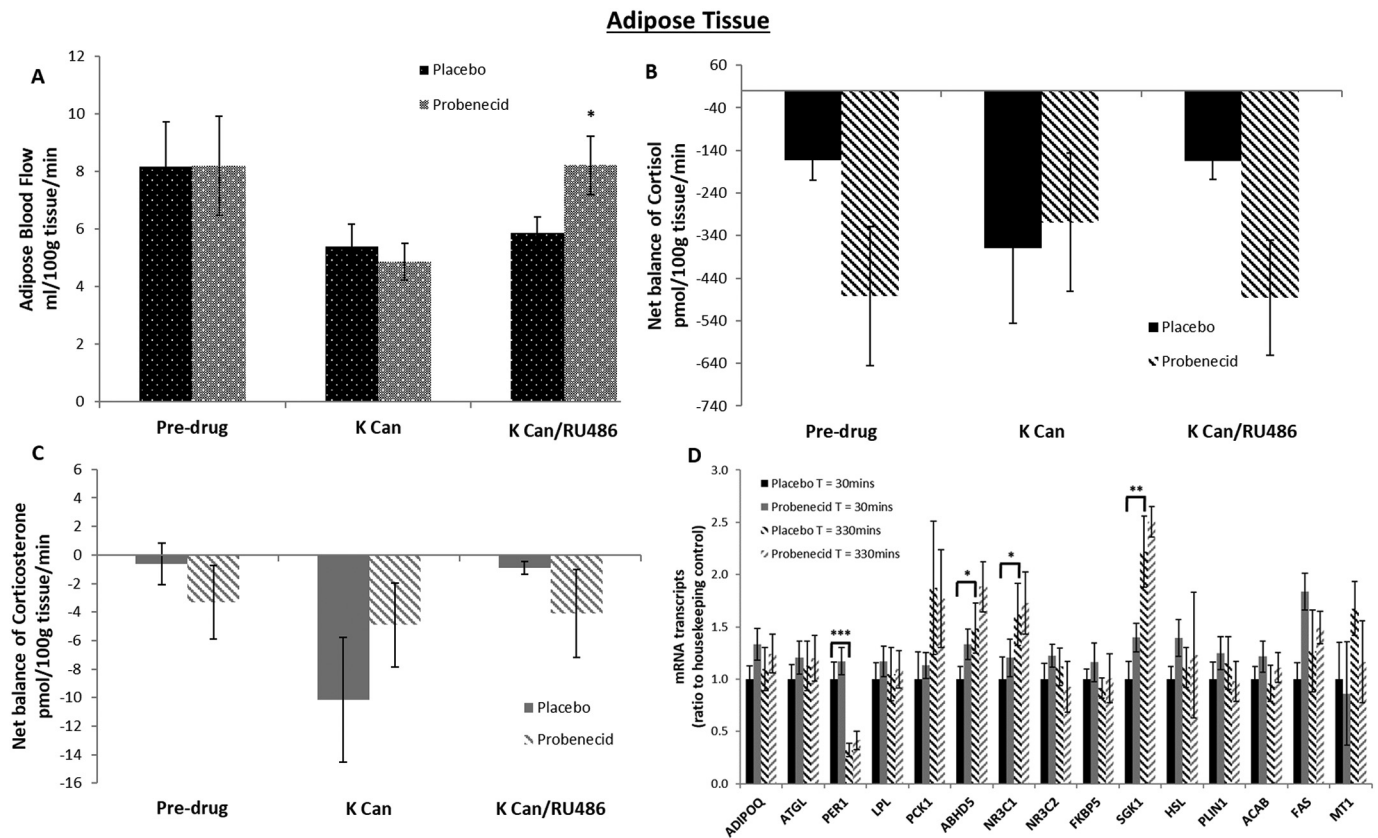 Adipose Tissue
A
Adipose Blood Flow
ml/100g tissue/min
12
10
8
6
4
2
0
Placebo
Probenecid
*
Pre-drug
K Can
K Can/RU486
B
Net balance of Cortisol
pmol/100g tissue/min
60
-40
-140
-240
-340
-440
-540
-640
-740
Placebo
Probenecid
Pre-drug
K Can
K Can/RU486
C
Net balance of Corticosterone
pmol/100g tissue/min
6
4
2
0
-2
-4
-6
-8
-10
-12
-14
-16
Placebo
Probenecid
Pre-drug
K Can
K Can/RU486
D
mRNA transcripts
(ratio to housekeeping control)
3.0
2.5
2.0
1.5
1.0
0.5
0.0
Placebo T = 30mins
Probenecid T = 30mins
Placebo T = 330mins
Probenecid T = 330mins
***
*
*
**
ADIPOQ
ATGL
PER1
LPL
PCK1
ABHD5
NR3C1
NR3C2
FKBP5
SGK1
HSL
PLIN1
ACAB
FAS
MT1